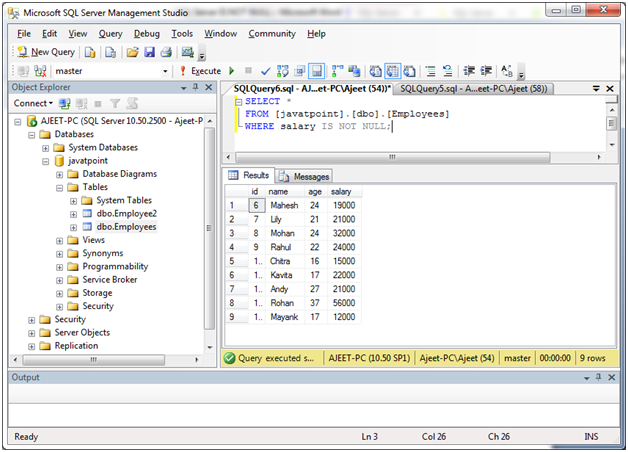 Microsoft SQL Server Management Studio
File Edit View Query Debug Tools Window Community Help
New Query
master Execute
Object Explorer
Connect
AJEET-PC (SQL Server 10.50.2500 - Ajeet-P
Databases
System Databases
javatpoint
Database Diagrams
Tables
System Tables
dbo.Employee2
dbo.Employees
Views
Synonyms
Programmability
Service Broker
Storage
Security
Security
Server Objects
Replication
SQLQuery6.sql - AJ...eet-PC\Ajeet (54))* SQLQuery5.sql - A...eet-PC\Ajeet (58))
SELECT *
FROM [javatpoint].[dbo].[Employees]
WHERE salary IS NOT NULL;
Results Messages
id name age salary
1 6 Mahesh 24 19000
2 7 Lily 21 21000
3 8 Mohan 24 32000
4 9 Rahul 22 24000
5 1.. Chitra 16 15000
6 1.. Kavita 17 22000
7 1.. Andy 27 21000
8 1.. Rohan 37 56000
9 1.. Mayank 17 12000
Query executed s... AJEET-PC (10.50 SP1) Ajeet-PC\Ajeet (54) master 00:00:00 9 rows
Output
Ready Ln 3 Col 26 Ch 26 INS